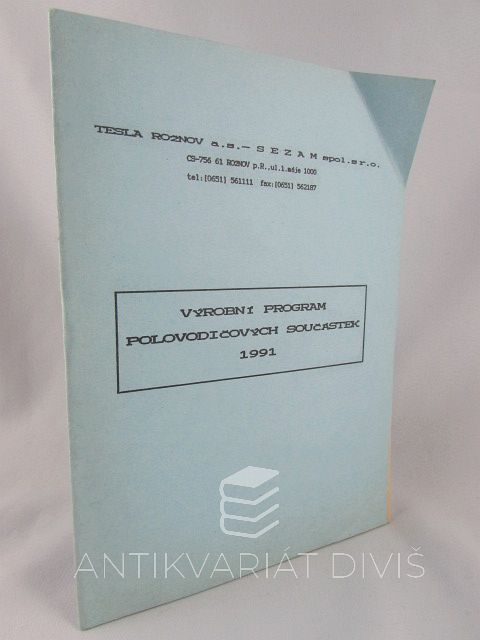 TESLA ROŽNOV a.s.- S E Z A M spol.s r.o.
CS-756 61 ROŽNOV p.R.,ul.1.máje 1000
tel:(0651) 561111 fax:(0651) 562187
VÝROBNÍ PROGRAM
POLOVODIČOVÝCH SOUČÁSTEK
1991
ANTIKVARIÁT DIVIŠ